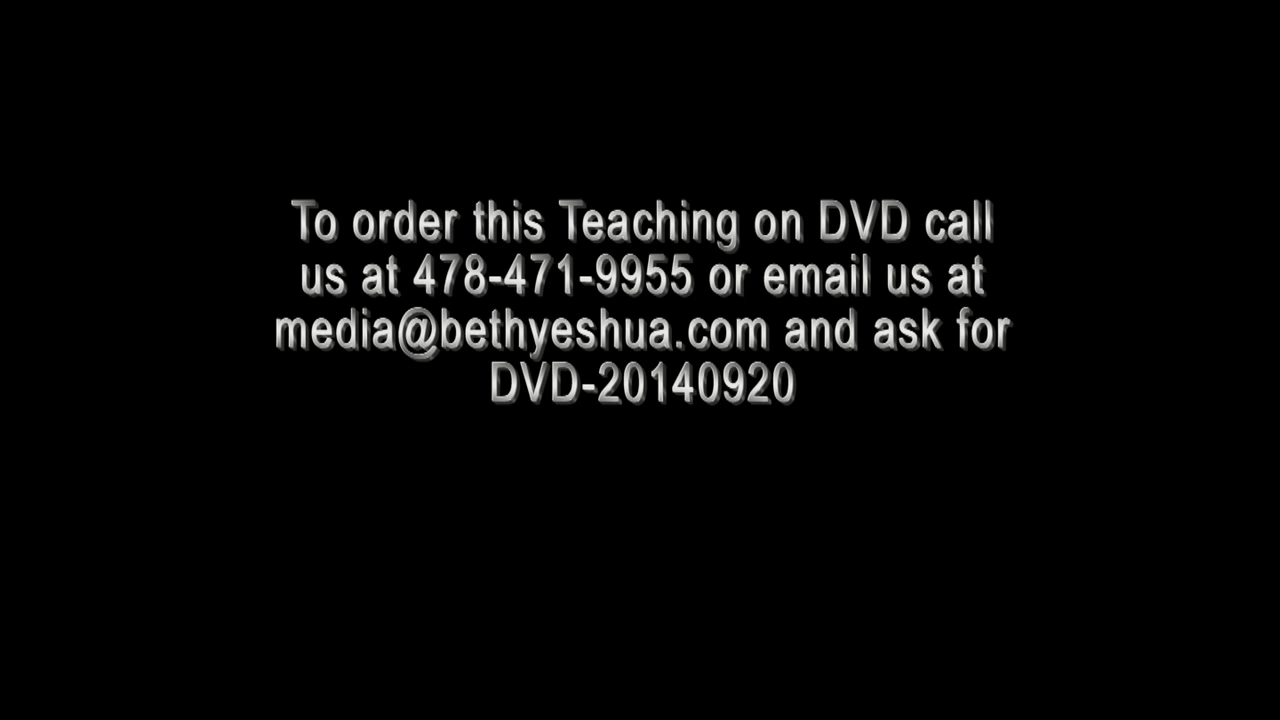 To order this Teaching on DVD call
us at 478-471-9955 or email us at
media@bethyeshua.com and ask for
DVD-20140920